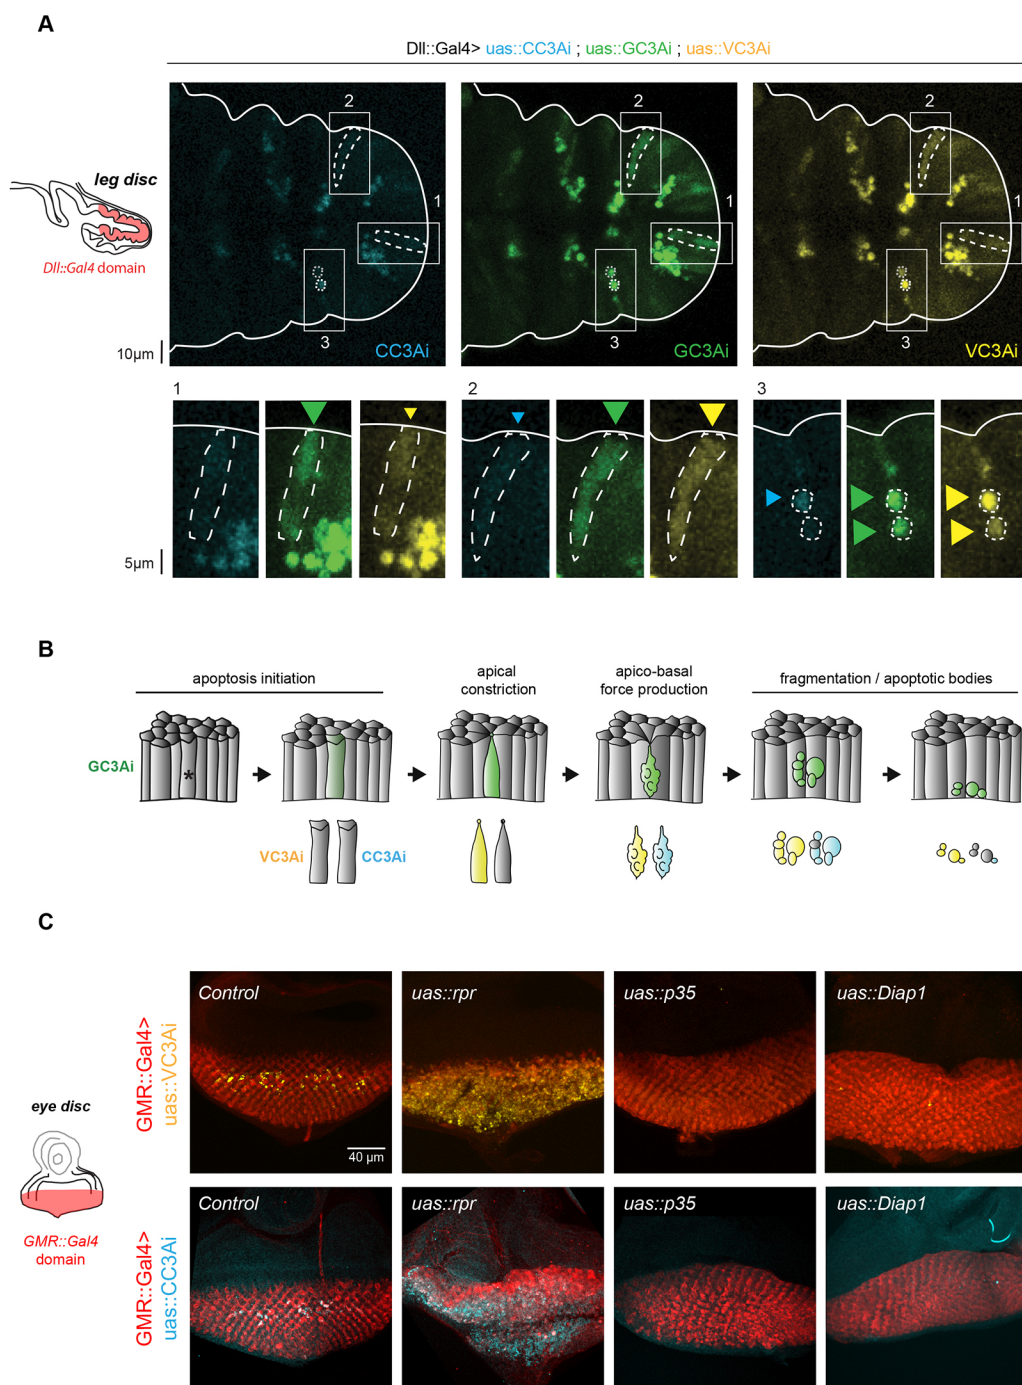 A
Dll::Gal4> uas::CC3Ai ; uas::GC3Ai ; uas::VC3Ai
leg disc
Dll::Gal4 domain
10µm
2
1
3
CC3Ai
2
1
3
GC3Ai
2
1
3
VC3Ai
1
2
3
5µm
B
apoptosis initiation
apical
constriction
apico-basal
force production
fragmentation / apoptotic bodies
GC3Ai
*
VC3Ai
CC3Ai
C
eye disc
GMR::Gal4
domain
GMR::Gal4>
uas::VC3Ai
Control
uas::rpr
uas::p35
uas::Diap1
40 µm
GMR::Gal4>
uas::CC3Ai
Control
uas::rpr
uas::p35
uas::Diap1